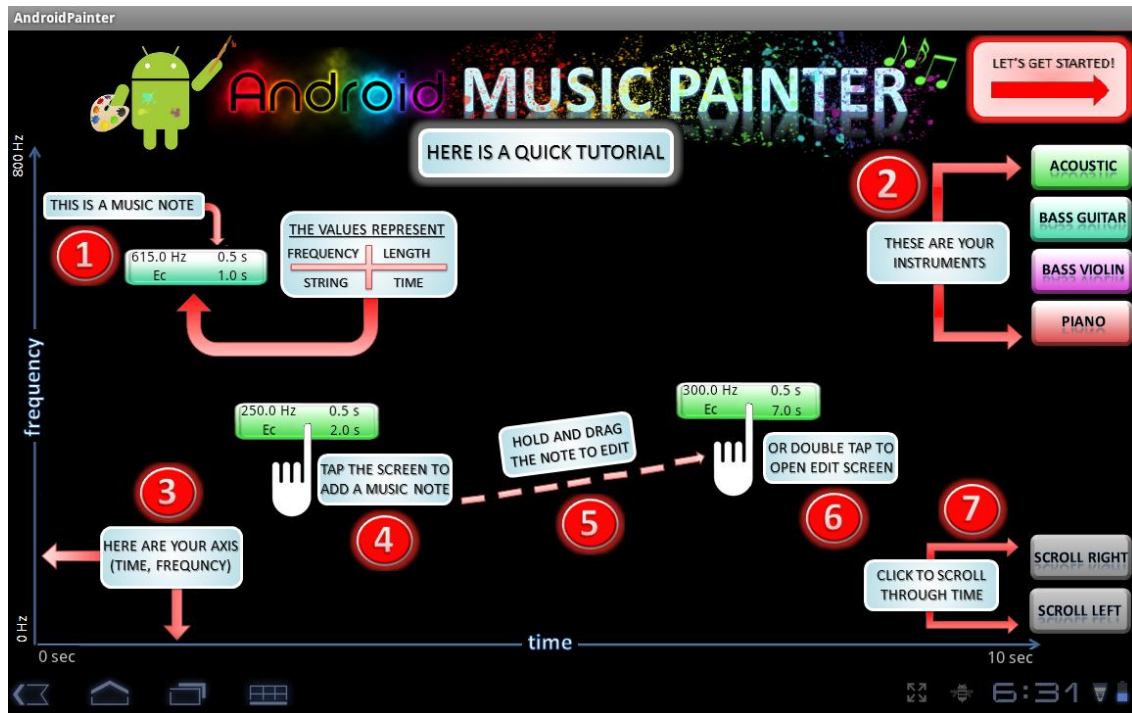 AndroidPainter
Android MUSIC PAINTER
LET'S GET STARTED!
HERE IS A QUICK TUTORIAL
800 Hz
frequency
0 Hz
THIS IS A MUSIC NOTE
1
615.0 Hz 0.5 s
Ec 1.0 s
THE VALUES REPRESENT
FREQUENCY LENGTH
STRING TIME
2
THESE ARE YOUR
INSTRUMENTS
ACOUSTIC
BASS GUITAR
BASS VIOLIN
PIANO
3
HERE ARE YOUR AXIS
(TIME, FREQUNCY)
250.0 Hz 0.5 s
Ec 2.0 s
TAP THE SCREEN TO
ADD A MUSIC NOTE
4
HOLD AND DRAG
THE NOTE TO EDIT
5
300.0 Hz 0.5 s
Ec 7.0 s
OR DOUBLE TAP TO
OPEN EDIT SCREEN
6
7
CLICK TO SCROLL
THROUGH TIME
SCROLL RIGHT
SCROLL LEFT
0 sec
time
10 sec
6:31